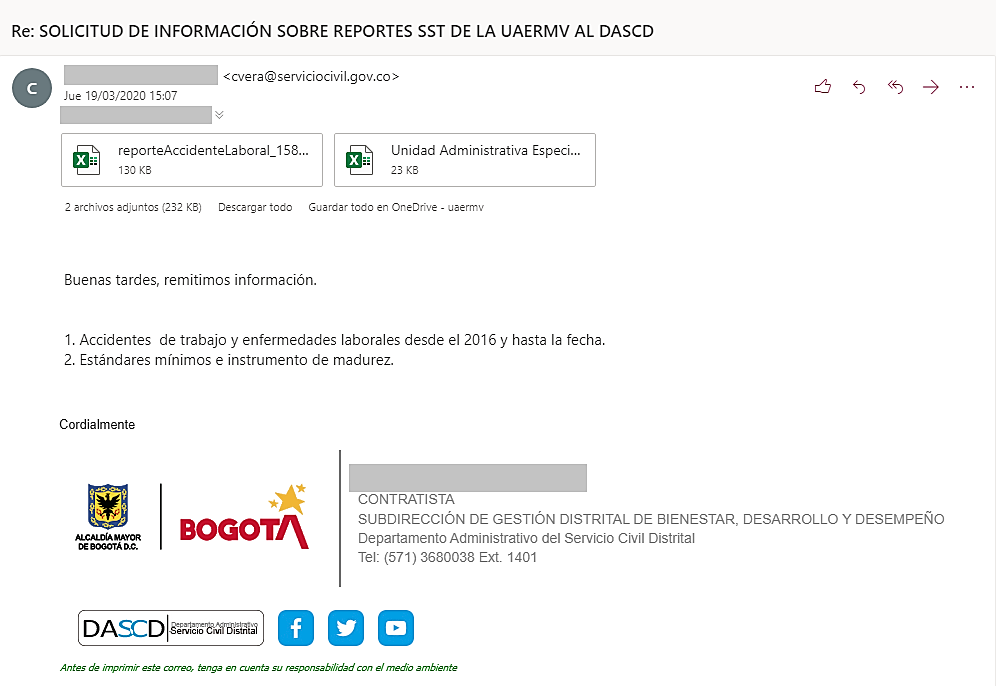 Re: SOLICITUD DE INFORMACIÓN SOBRE REPORTES SST DE LA UAERMV AL DASCD
C
<cvera@serviciocivil.gov.co>
Jue 19/03/2020 15:07
reporteAccidenteLaboral_158...
130 KB
Unidad Administrativa Especi...
23 KB
2 archivos adjuntos (232 KB) Descargar todo Guardar todo en OneDrive - uaermv
Buenas tardes, remitimos información.
1. Accidentes de trabajo y enfermedades laborales desde el 2016 y hasta la fecha.
2. Estándares mínimos e instrumento de madurez.
Cordialmente
ALCALDÍA MAYOR
DE BOGOTÁ D.C.
BOGOTÁ
CONTRATISTA
SUBDIRECCIÓN DE GESTIÓN DISTRITAL DE BIENESTAR, DESARROLLO Y DESEMPEÑO
Departamento Administrativo del Servicio Civil Distrital
Tel: (571) 3680038 Ext. 1401
DASCD
Departamento Administrativo
Servicio Civil Distrital
Antes de imprimir este correo, tenga en cuenta su responsabilidad con el medio ambiente